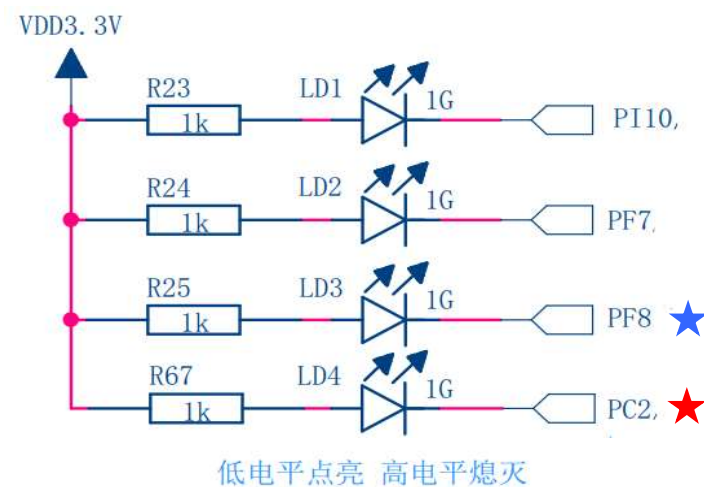 VDD3.3V
R23 LD1 1G
1k PI10,
R24 LD2 1G
1k PF7,
R25 LD3 1G
1k PF8
R67 LD4 1G
1k PC2,
低电平点亮 高电平熄灭